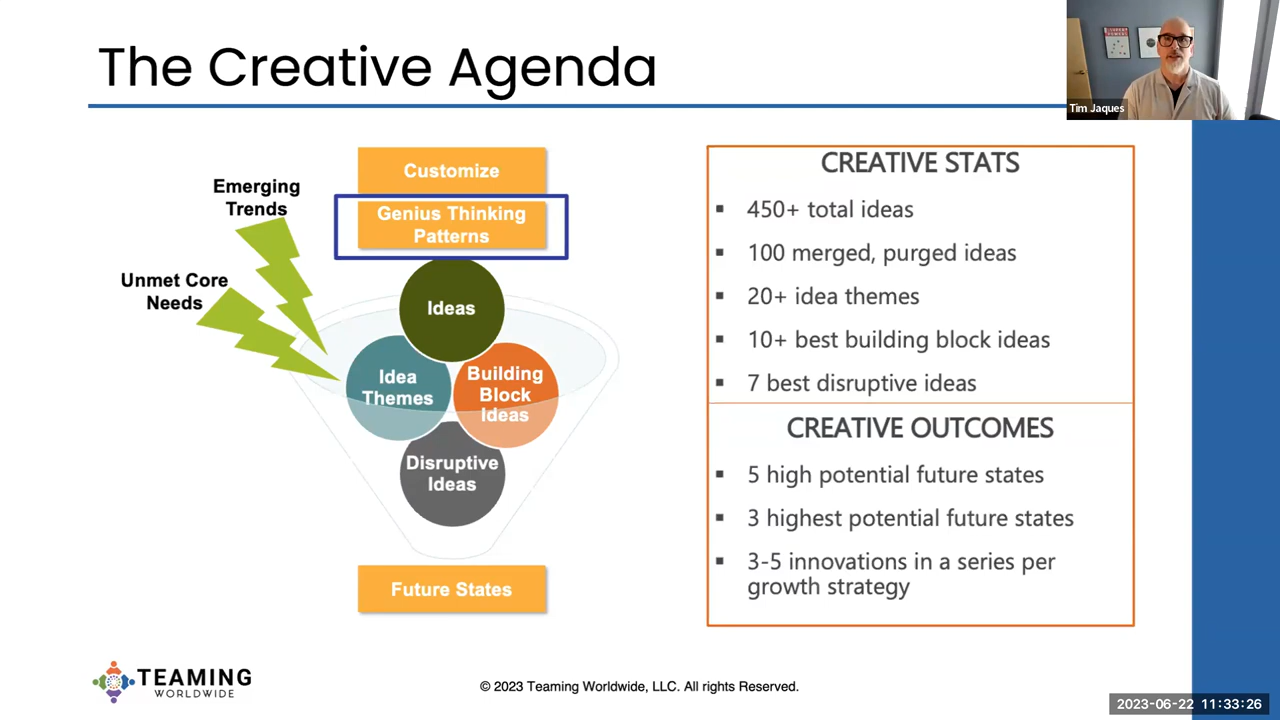 The Creative Agenda
Tim Jaques
Customize
Genius Thinking
Patterns
Emerging
Trends
Unmet Core
Needs
Ideas
Idea
Themes
Building
Block
Ideas
Disruptive
Ideas
Future States
CREATIVE STATS
▪ 450+ total ideas
▪ 100 merged, purged ideas
▪ 20+ idea themes
▪ 10+ best building block ideas
▪ 7 best disruptive ideas
CREATIVE OUTCOMES
▪ 5 high potential future states
▪ 3 highest potential future states
▪ 3-5 innovations in a series per
growth strategy
TEAMING
WORLDWIDE
© 2023 Teaming Worldwide, LLC. All rights Reserved.
2023-06-22 11:33:26